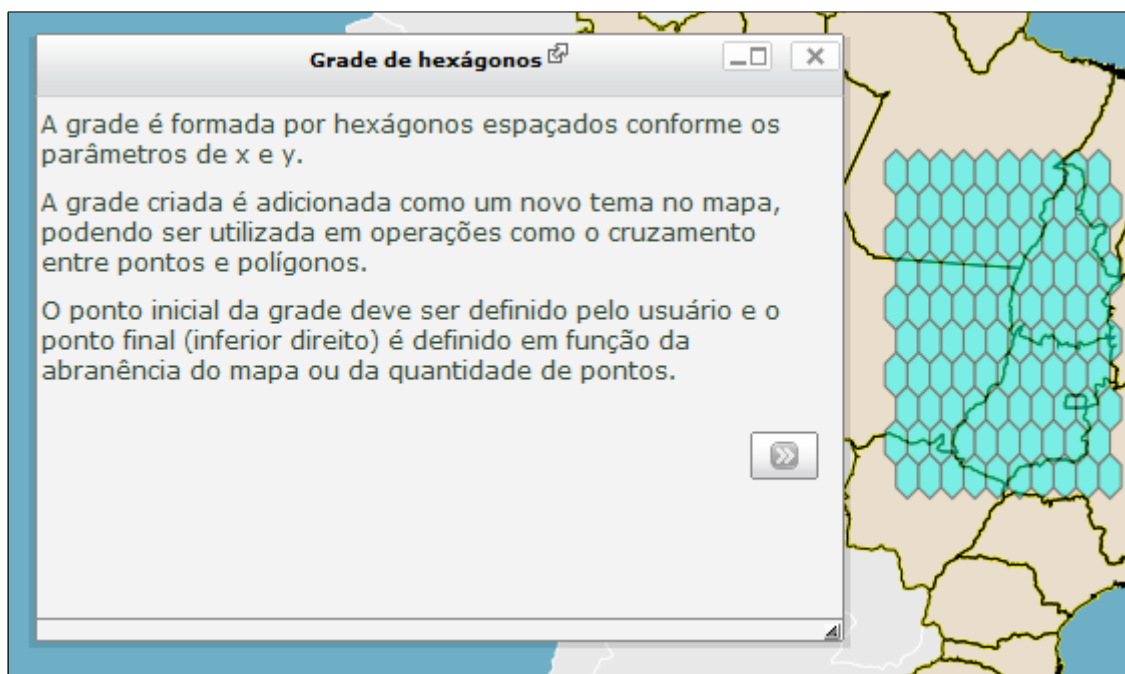 Grade de hexágonos
A grade é formada por hexágonos espaçados conforme os
parâmetros de x e y.
A grade criada é adicionada como um novo tema no mapa,
podendo ser utilizada em operações como o cruzamento
entre pontos e polígonos.
O ponto inicial da grade deve ser definido pelo usuário e o
ponto final (inferior direito) é definido em função da
abranência do mapa ou da quantidade de pontos.